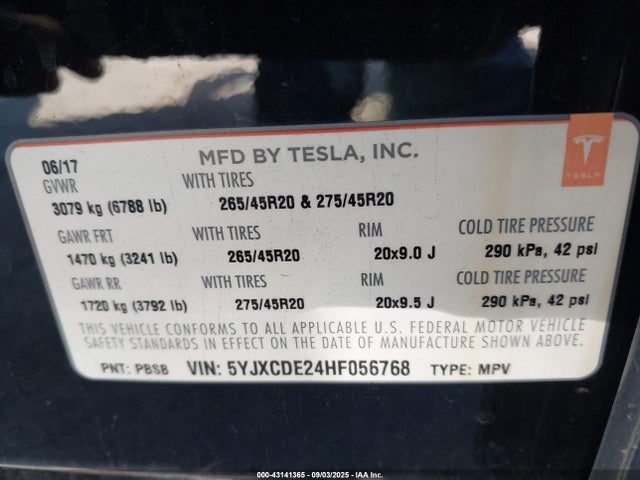 06/17 MFD BY TESLA, INC.
TESLA
GVWR WITH TIRES
3079 kg (6788 lb) 265/45R20 & 275/45R20
GAWR FRT WITH TIRES RIM COLD TIRE PRESSURE
1470 kg (3241 lb) 265/45R20 20x9.0 J 290 kPa, 42 psi
GAWR RR WITH TIRES RIM COLD TIRE PRESSURE
1720 kg (3792 lb) 275/45R20 20x9.5 J 290 kPa, 42 psi
THIS VEHICLE CONFORMS TO ALL APPLICABLE U.S. FEDERAL MOTOR VEHICLE
SAFETY STANDARDS IN EFFECT ON THE DATE OF MANUFACTURE SHOWN ABOVE.
PNT: PBSB VIN: 5YJXCDE24HF056768 TYPE: MPV
000-43141365 - 09/03/2025 - IAA Inc.